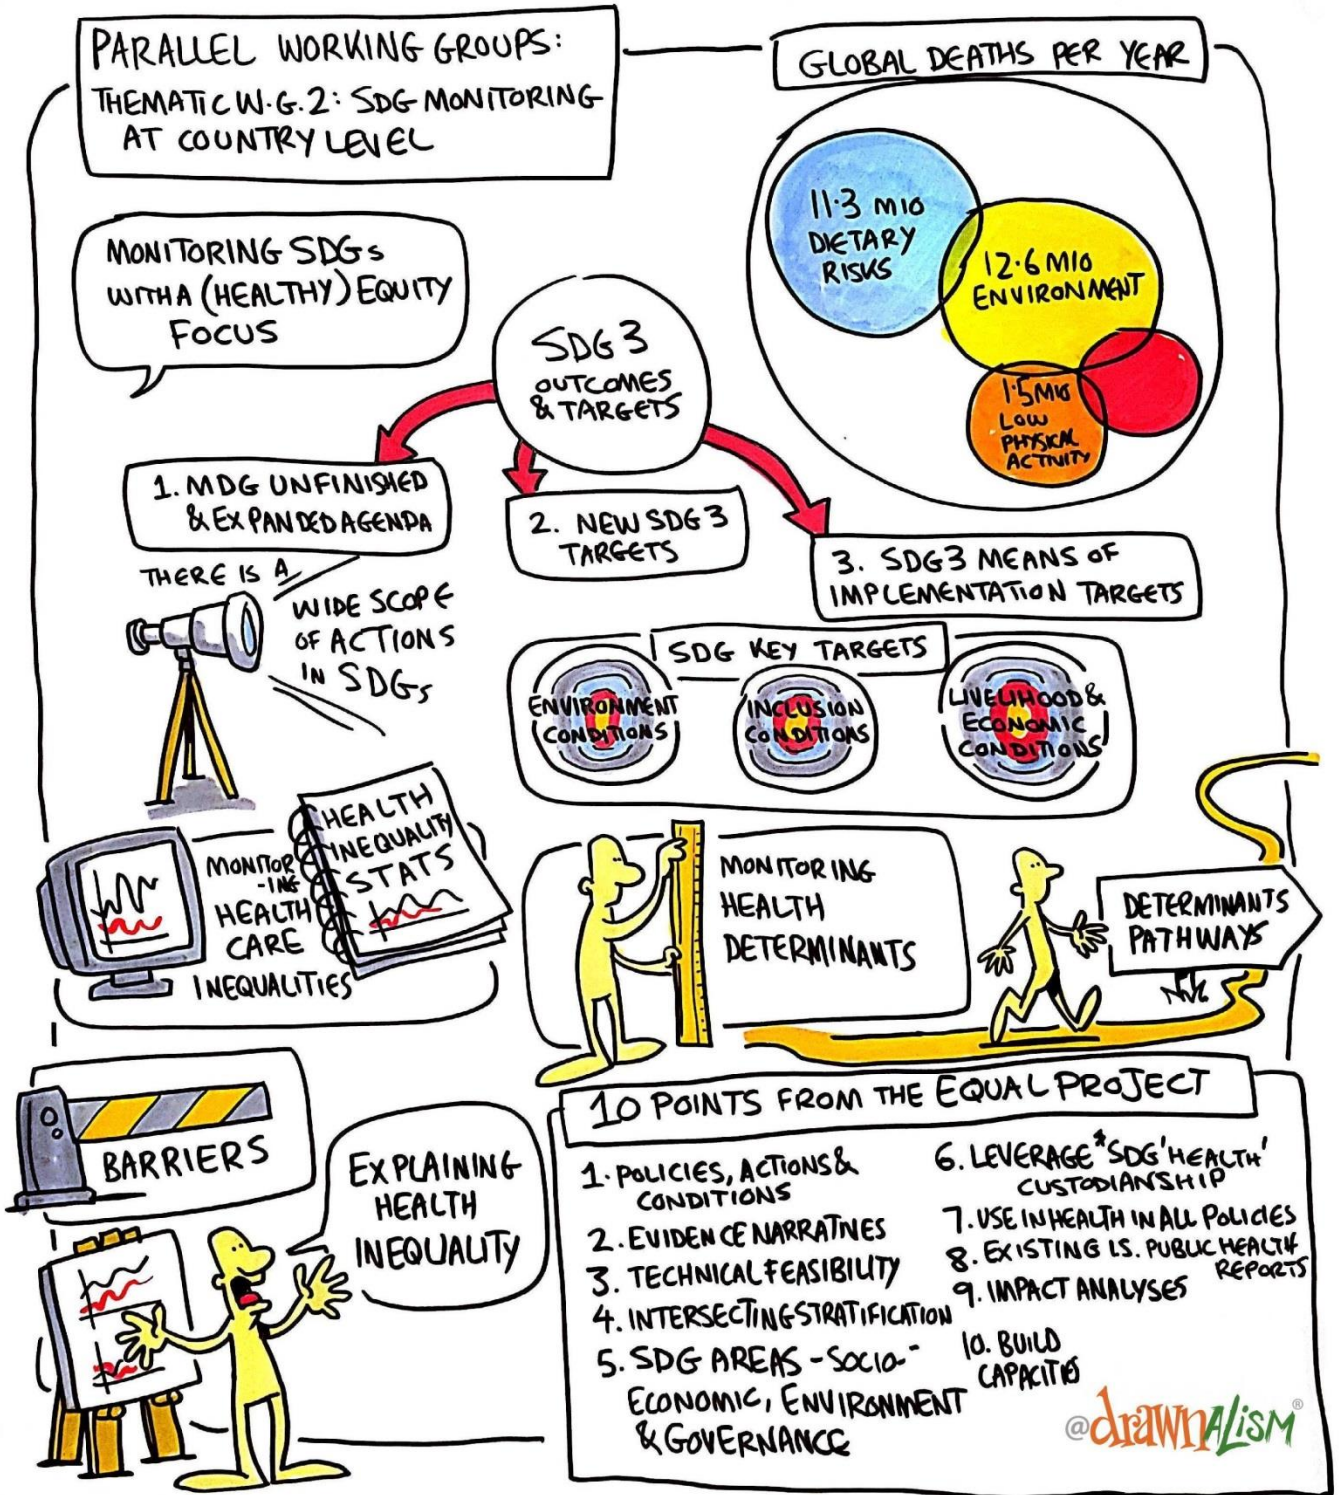 PARALLEL WORKING GROUPS:
THEMATIC W.G.2: SDG MONITORING
AT COUNTRY LEVEL
GLOBAL DEATHS PER YEAR
11.3 MIO
DIETARY
RISKS
12.6 MIO
ENVIRONMENT
1.5 MIO
LOW
PHYSICAL
ACTIVITY
MONITORING SDGs
WITH A (HEALTHY) EQUITY
FOCUS
SDG 3
OUTCOMES
& TARGETS
1. MDG UNFINISHED
& EXPANDED AGENDA
2. NEW SDG 3
TARGETS
3. SDG3 MEANS OF
IMPLEMENTATION TARGETS
THERE IS A
WIDE SCOPE
OF ACTIONS
IN SDGs
SDG KEY TARGETS
ENVIRONMENT
CONDITIONS
INCLUSION
CONDITIONS
LIVELIHOOD &
ECONOMIC
CONDITIONS
MONITOR
-ING
HEALTH
CARE
INEQUALITIES
HEALTH
INEQUALITY
STATS
MONITORING
HEALTH
DETERMINANTS
DETERMINANTS
PATHWAYS
BARRIERS
EXPLAINING
HEALTH
INEQUALITY
10 POINTS FROM THE EQUAL PROJECT
1. POLICIES, ACTIONS &
CONDITIONS
2. EVIDENCE NARRATIVES
3. TECHNICAL FEASIBILITY
4. INTERSECTING STRATIFICATION
5. SDG AREAS - SOCIO-
ECONOMIC, ENVIRONMENT
& GOVERNANCE
6. LEVERAGE "SDG 'HEALTH'
CUSTODIANSHIP
7. USE IN HEALTH IN ALL POLICIES
8. EXISTING PUBLIC HEALTH
REPORTS
9. IMPACT ANALYSES
10. BUILD
CAPACITIES
@drawnALiSM®